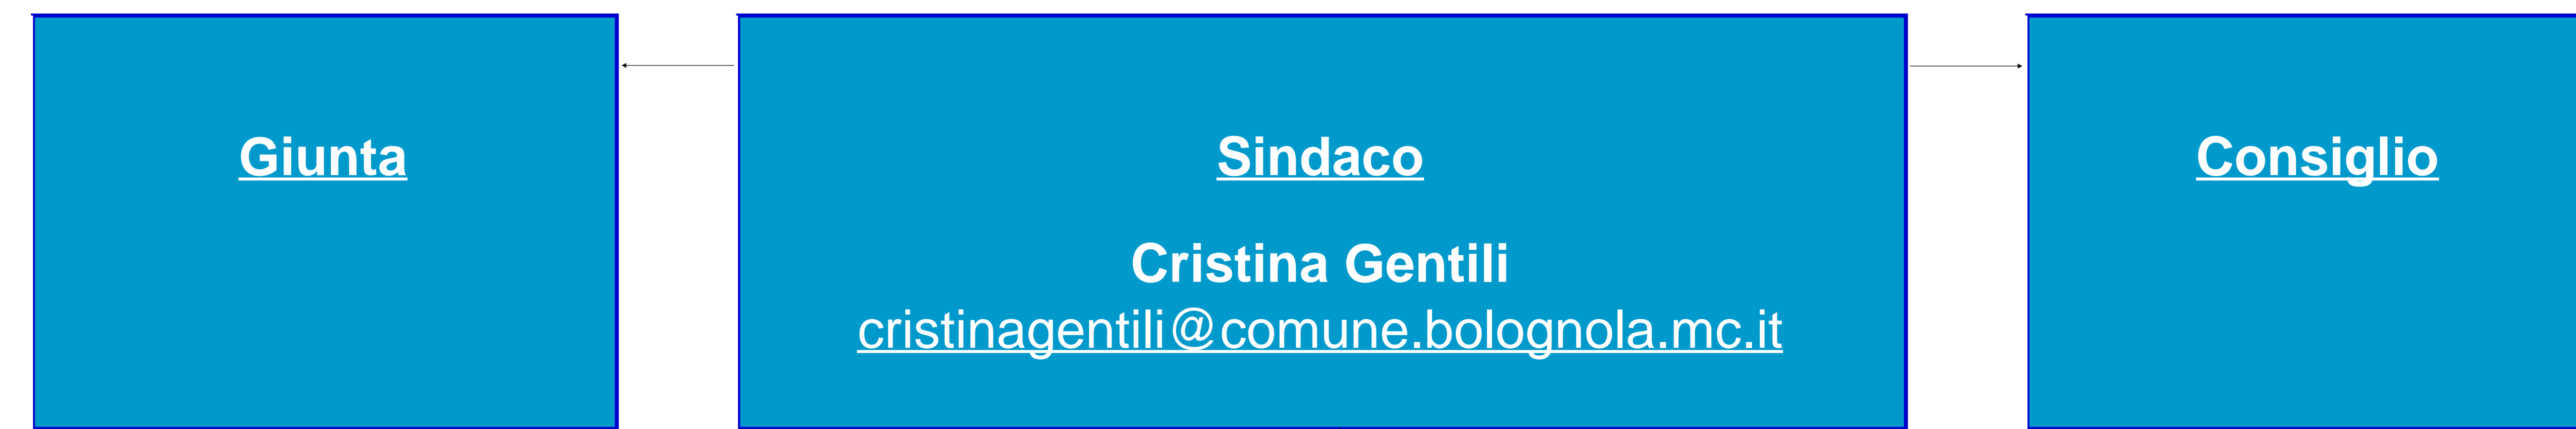 Giunta
Sindaco
Cristina Gentili
cristinagentili@comune.bolognola.mc.it
Consiglio